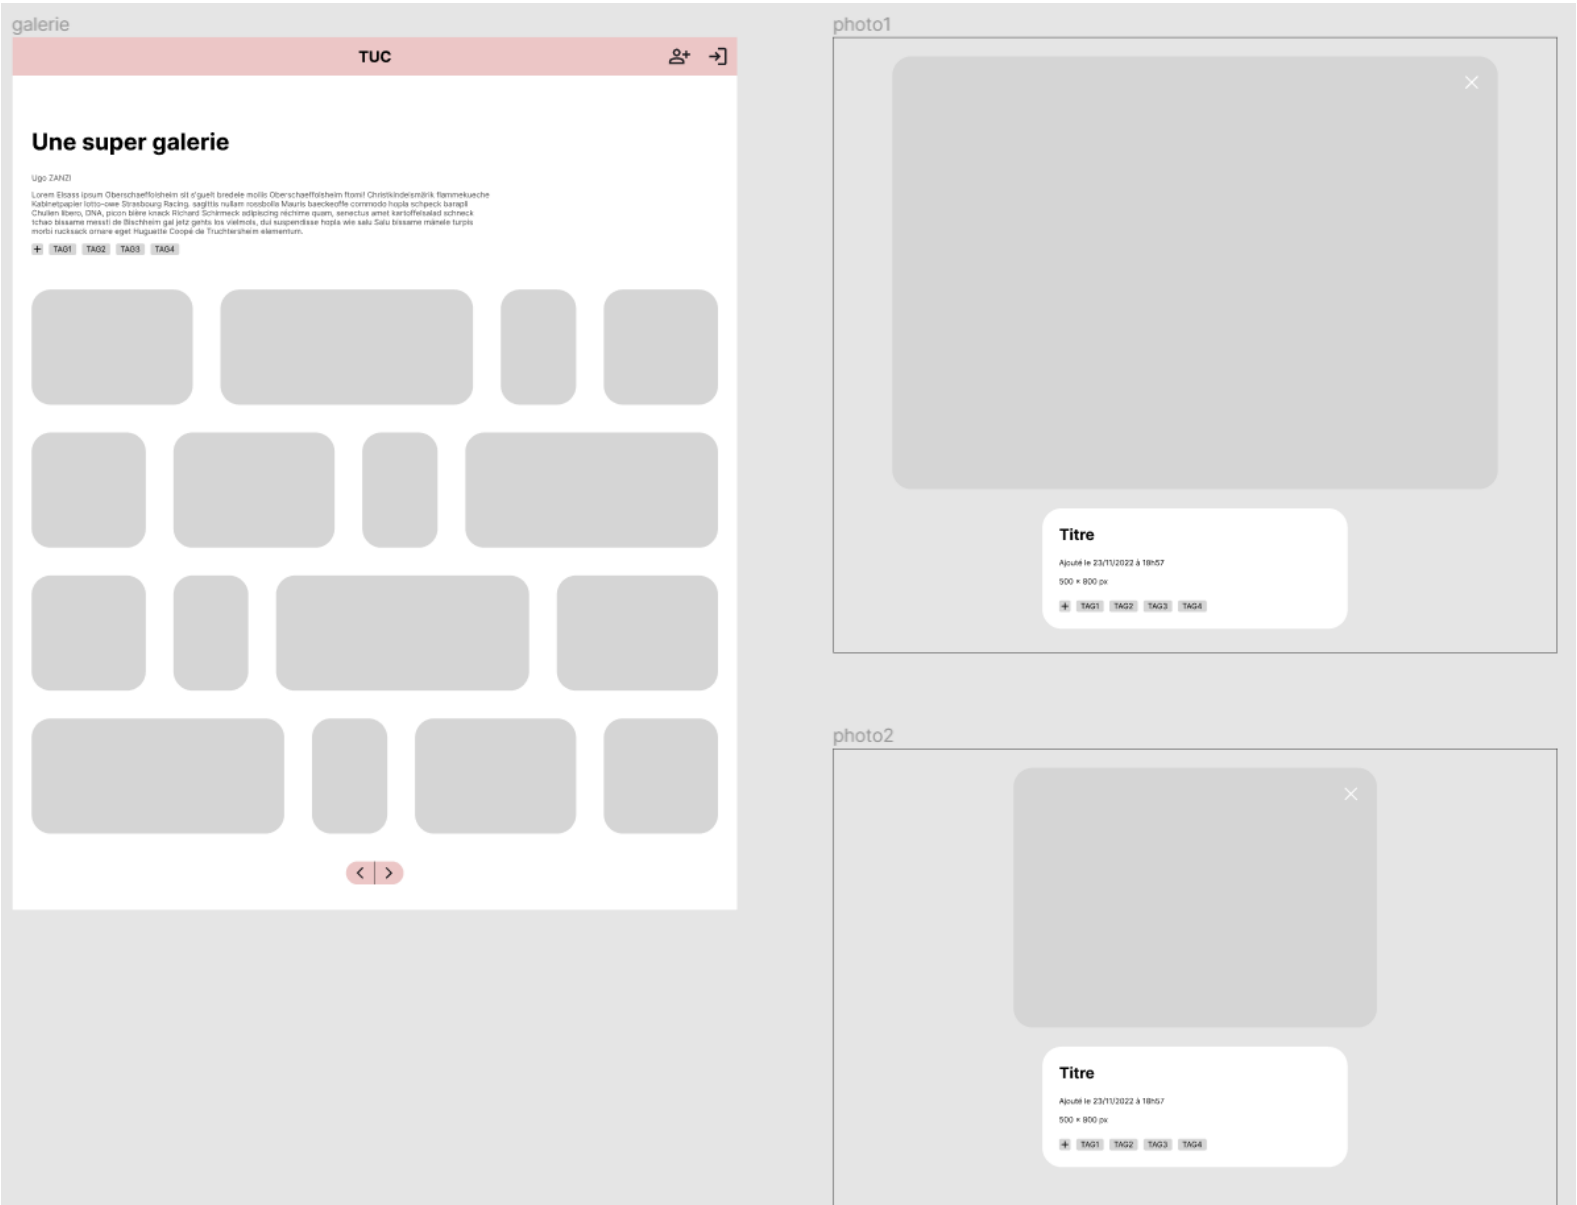 galerie
TUC
Une super galerie
Ugo ZANZI
Lorem Elsass ipsum Oberschaeffolsheim sit s'guelt bredele mollis Oberschaeffolsheim ftomi! Christkindelsmärik flammekueche
Kabinetpapier lotto-owe Strasbourg Racing, sagittis nullam rossbolla Mauris baeckeoffe commodo hopla schpeck barapli
Chulien libero, DNA, picon bière knack Richard Schirmeck adipiscing réchime quam, senectus amet kartoffelsalad schneck
tchao bissame messti de Bischheim gal jetz gehts los vielmols, dui suspendisse hopla wie salu Salu bissame mänele turpis
morbi rucksack ornare eget Huguette Coopé de Truchtersheim elementum.
+ TAG1 TAG2 TAG3 TAG4
photo1
Titre
Ajouté le 23/11/2022 à 18h57
500 × 800 px
+ TAG1 TAG2 TAG3 TAG4
photo2
Titre
Ajouté le 23/11/2022 à 18h57
500 × 800 px
+ TAG1 TAG2 TAG3 TAG4